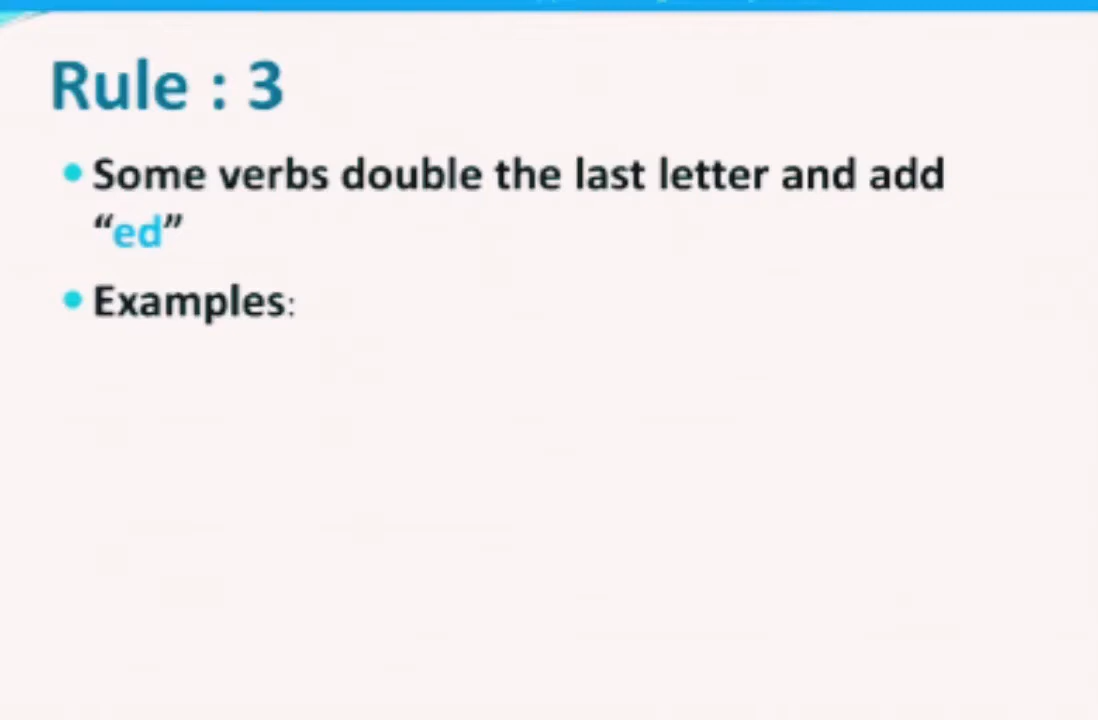 Rule : 3
• Some verbs double the last letter and add
“ed”
• Examples: